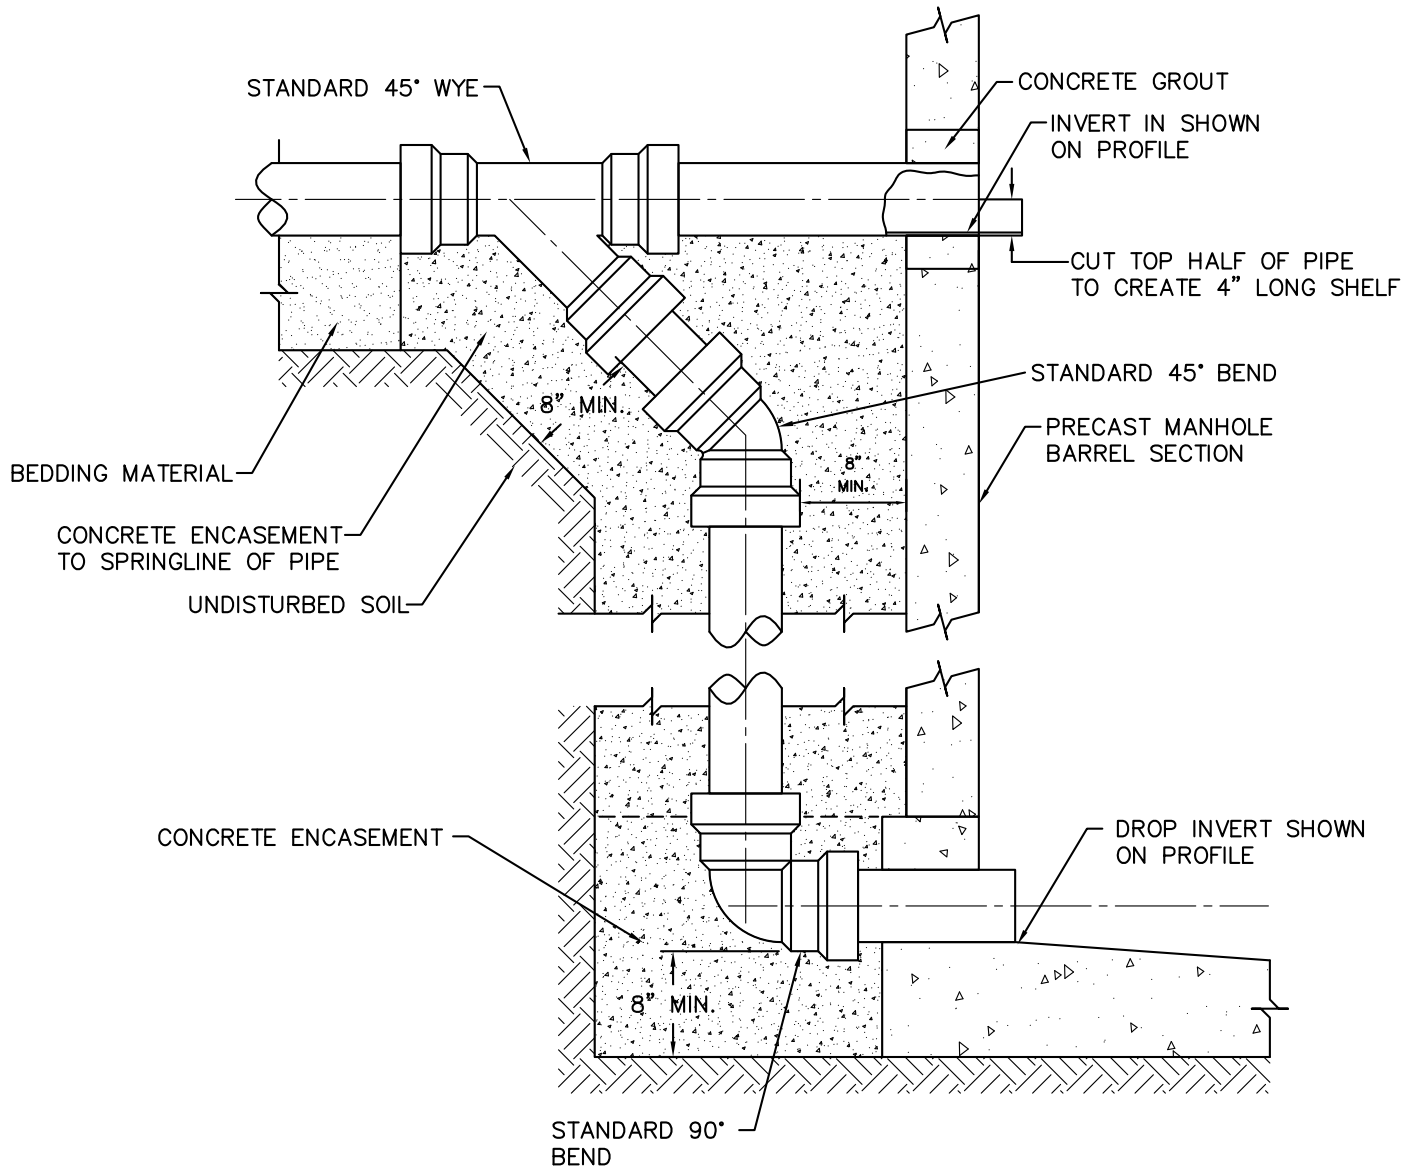 STANDARD 45° WYE
CONCRETE GROUT
INVERT IN SHOWN
ON PROFILE
CUT TOP HALF OF PIPE
TO CREATE 4” LONG SHELF
STANDARD 45° BEND
8” MIN.
PRECAST MANHOLE
BARREL SECTION
8”
MIN.
BEDDING MATERIAL
CONCRETE ENCASEMENT
TO SPRINGLINE OF PIPE
UNDISTURBED SOIL
CONCRETE ENCASEMENT
DROP INVERT SHOWN
ON PROFILE
8” MIN.
STANDARD 90°
BEND